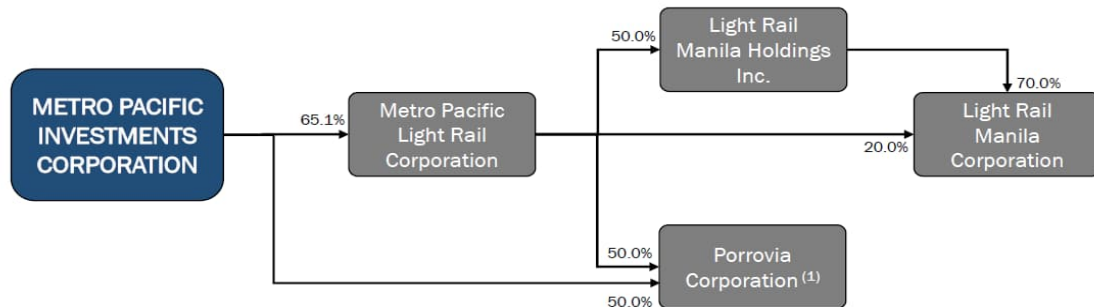 METRO PACIFIC
INVESTMENTS
CORPORATION
65.1%
Metro Pacific
Light Rail
Corporation
50.0%
Light Rail
Manila Holdings
Inc.
70.0%
20.0%
Light Rail
Manila
Corporation
50.0%
50.0%
Porrovia
Corporation (1)